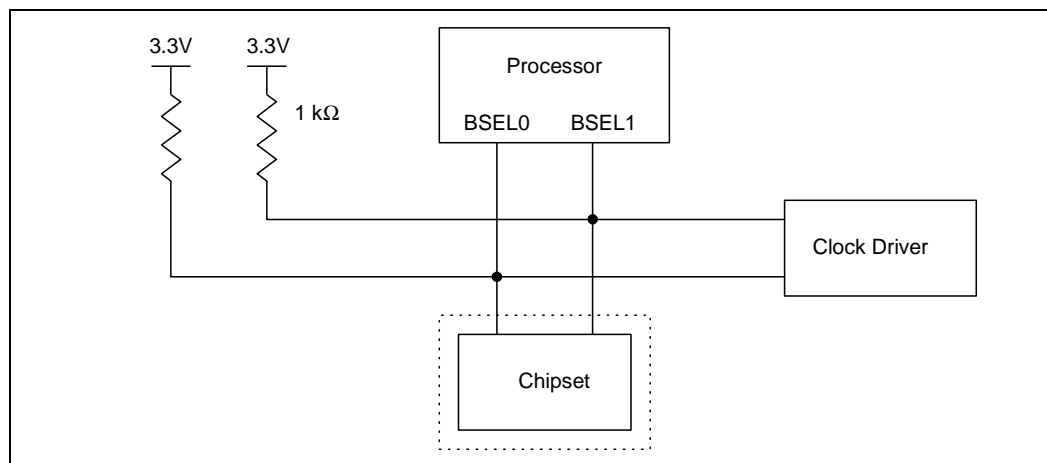 3.3V 3.3V
Processor
1 kΩ
BSEL0 BSEL1
Clock Driver
Chipset